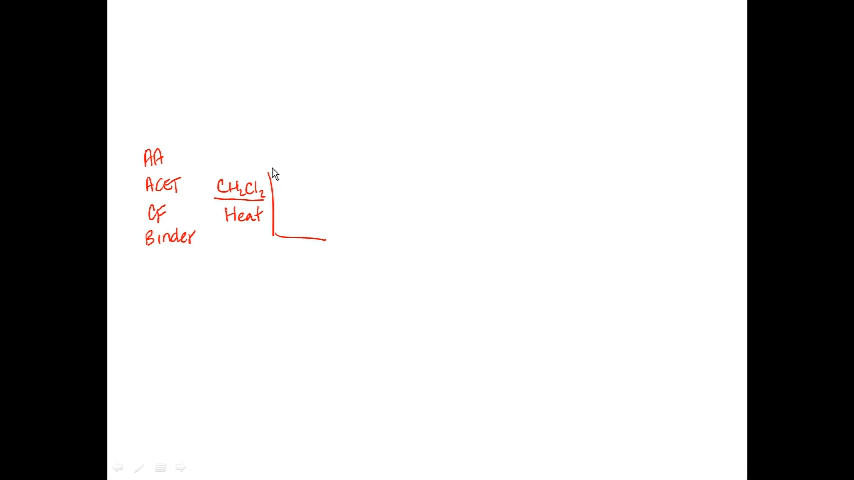 AA
ACET
CF
Binder
CH₂Cl₂
Heat